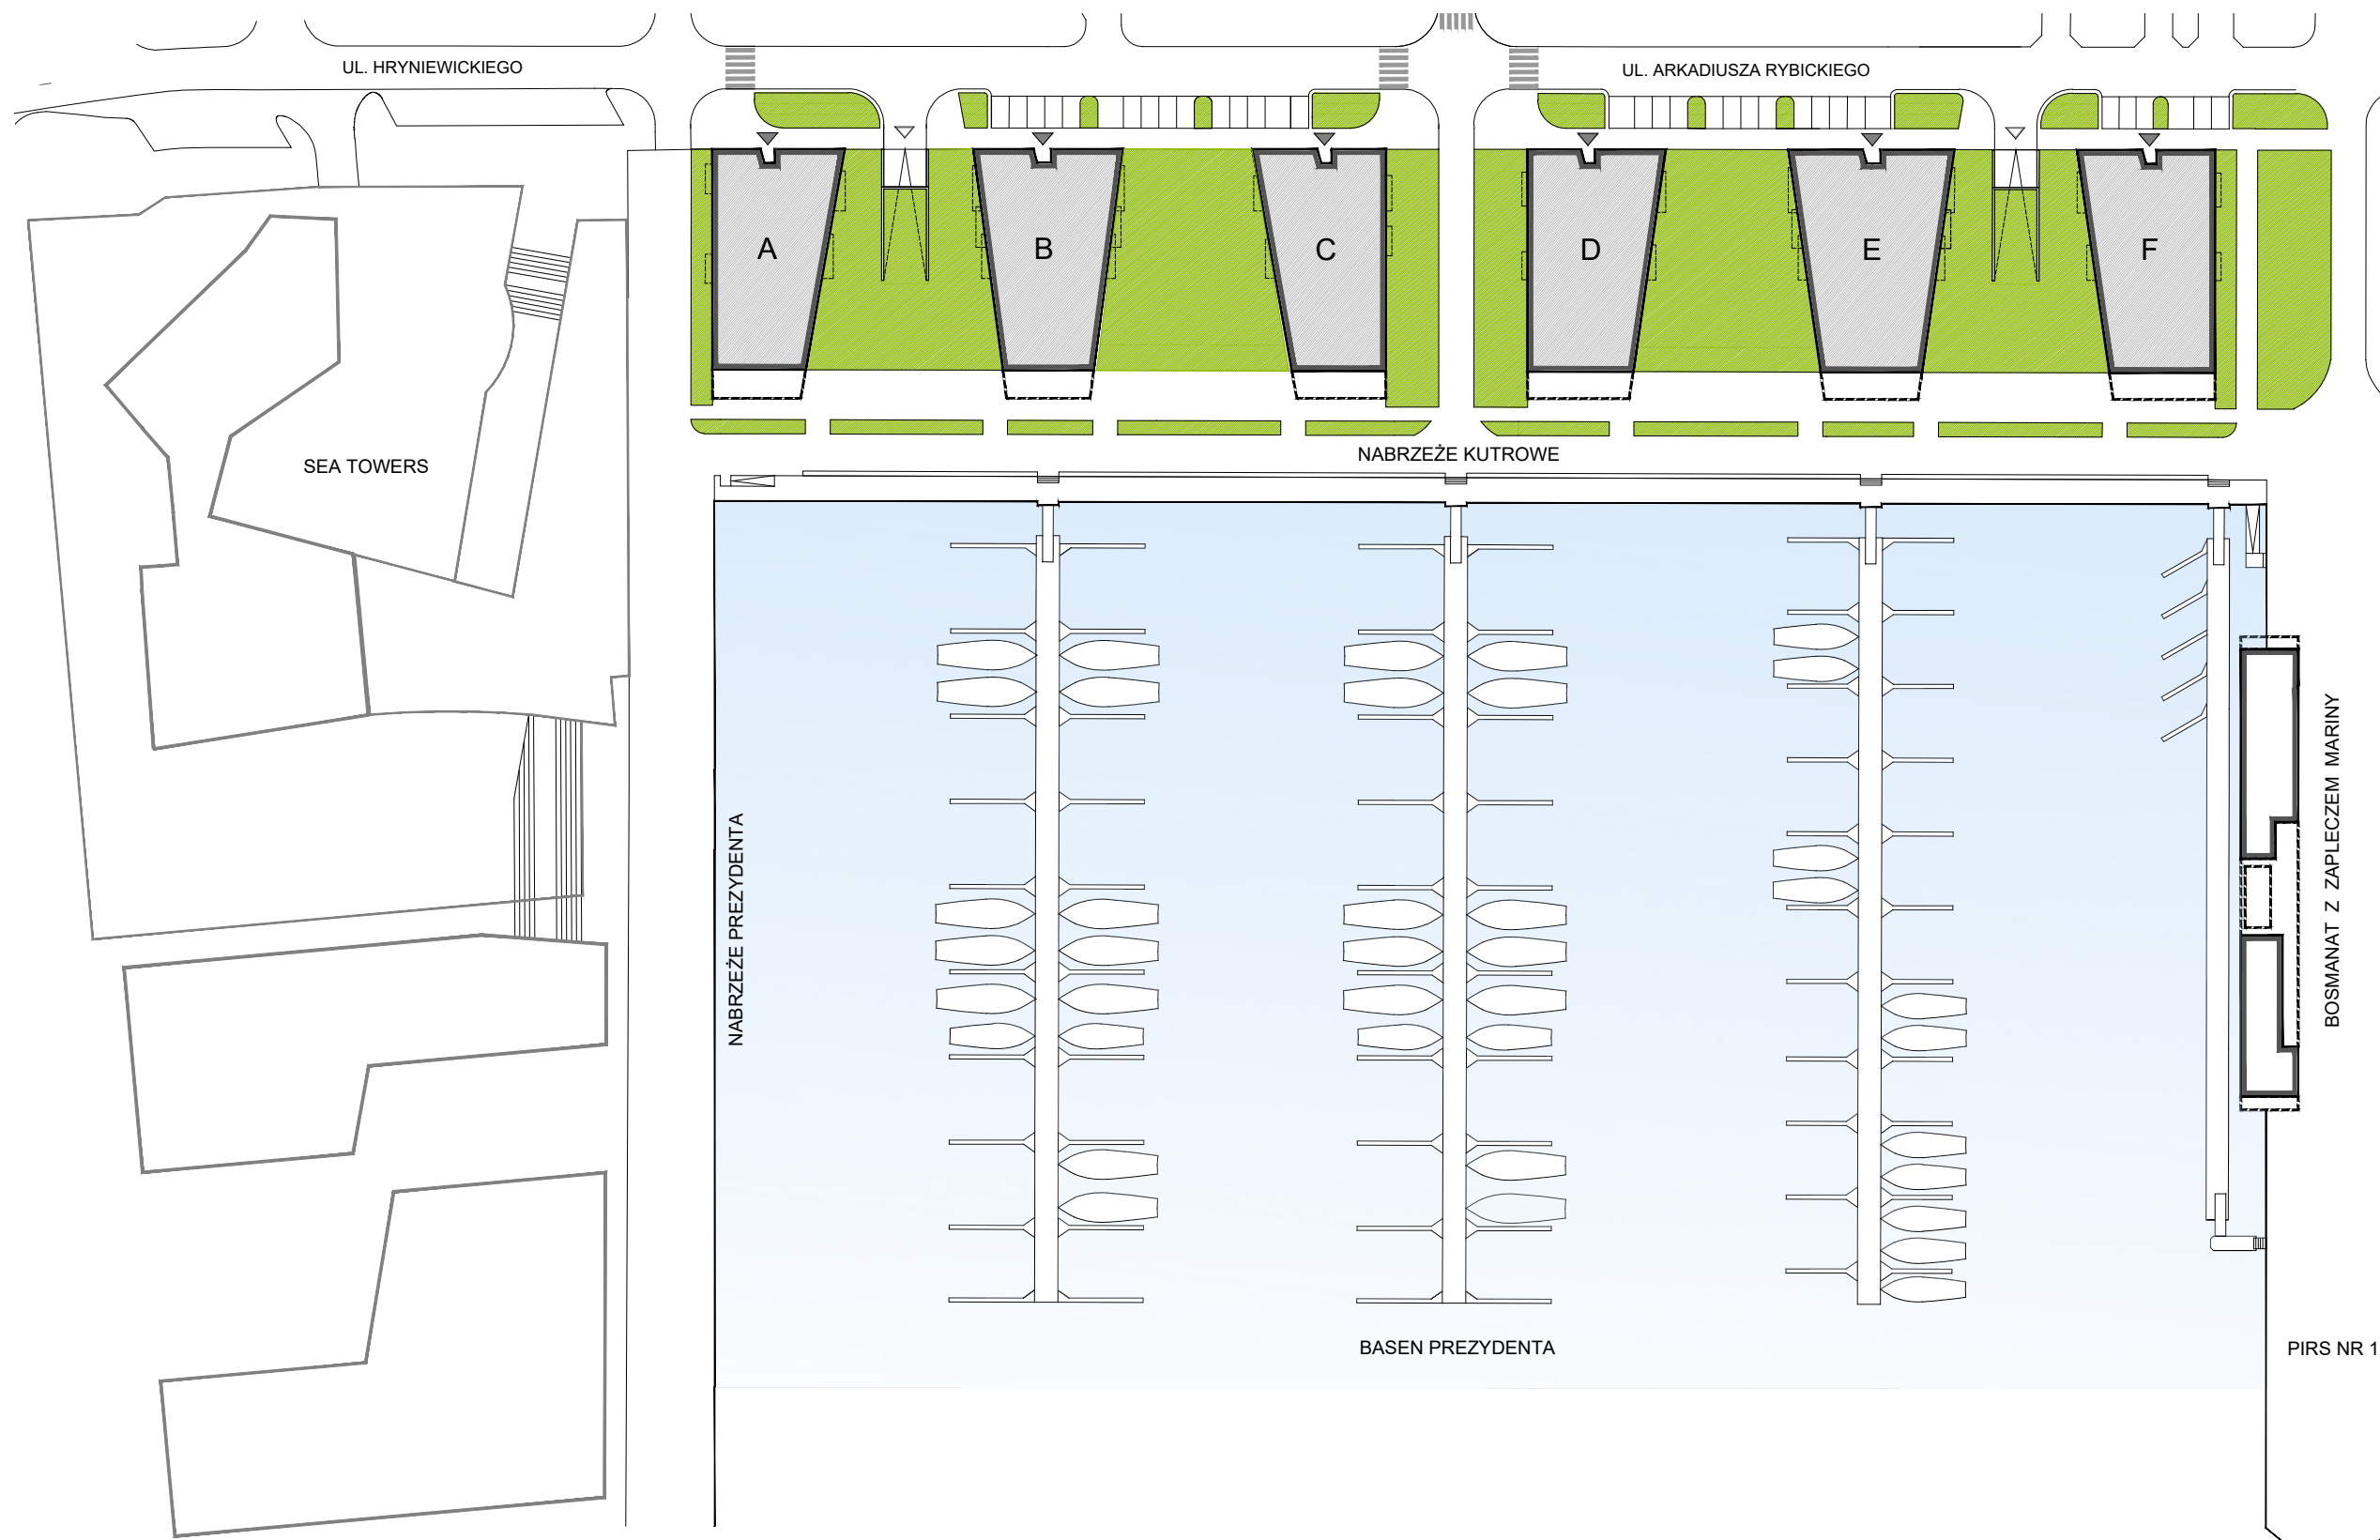 UL. HRYNIEWICKIEGO
UL. ARKADIUSZA RYBICKIEGO
A
B
C
D
E
F
SEA TOWERS
NABRZEŻE KUTROWE
NABRZEŻE PREZYDENTA
BOSMANAT Z ZAPLECZEM MARINY
BASEN PREZYDENTA
PIRS NR 1